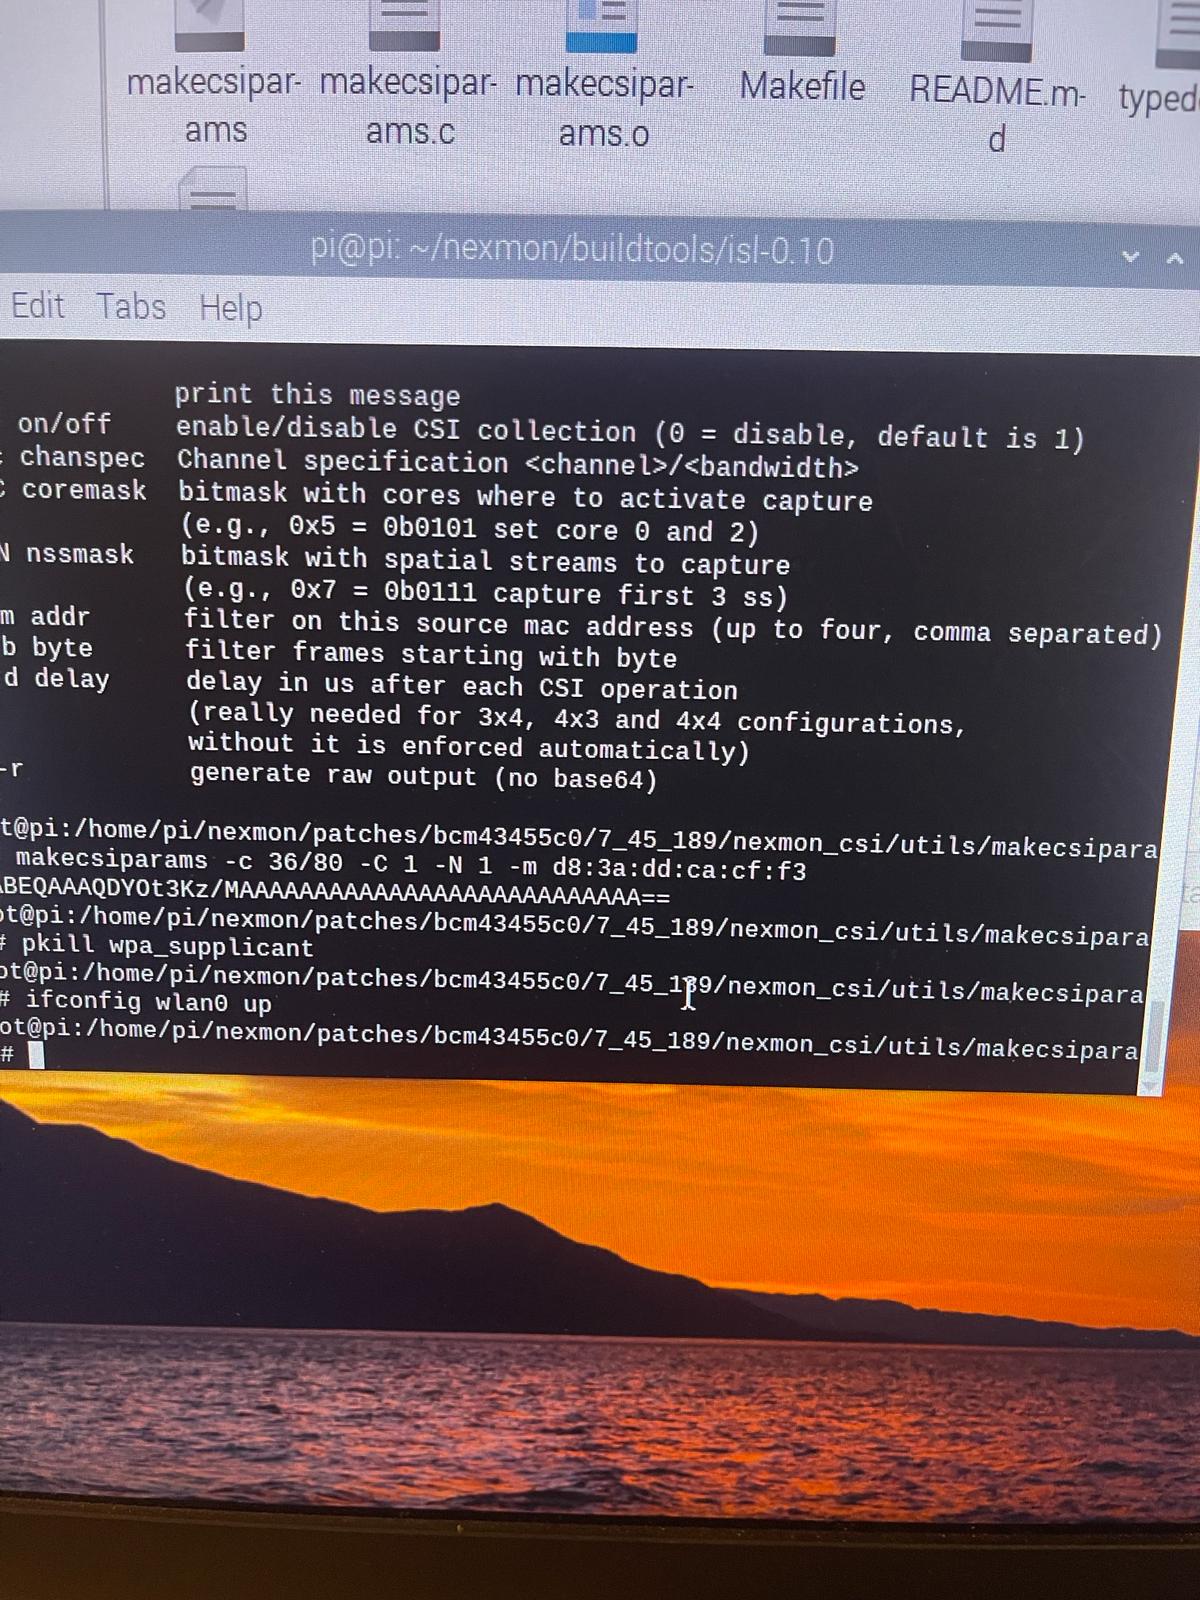 makecsipar- makecsipar- makecsipar- Makefile README.m-
ams ams.c ams.o d
pi@pi: ~/nexmon/buildtools/isl-0.10
Edit Tabs Help
print this message
on/off enable/disable CSI collection (0 = disable, default is 1)
chanspec Channel specification <channel>/<bandwidth>
C coremask bitmask with cores where to activate capture
(e.g., 0x5 = 0b0101 set core 0 and 2)
N nssmask bitmask with spatial streams to capture
(e.g., 0x7 = 0b0111 capture first 3 ss)
m addr filter on this source mac address (up to four, comma separated)
b byte filter frames starting with byte
d delay delay in us after each CSI operation
(really needed for 3x4, 4x3 and 4x4 configurations,
without it is enforced automatically)
-r generate raw output (no base64)
t@pi:/home/pi/nexmon/patches/bcm43455c0/7_45_189/nexmon_csi/utils/makecsipara
makecsiparams -c 36/80 -C 1 -N 1 -m d8:3a:dd:ca:cf:f3
ot@pi:/home/pi/nexmon/patches/bcm43455c0/7_45_189/nexmon_csi/utils/makecsipara
# pkill wpa_supplicant
ot@pi:/home/pi/nexmon/patches/bcm43455c0/7_45_189/nexmon_csi/utils/makecsipara
# ifconfig wlan0 up
ot@pi:/home/pi/nexmon/patches/bcm43455c0/7_45_189/nexmon_csi/utils/makecsipara
#